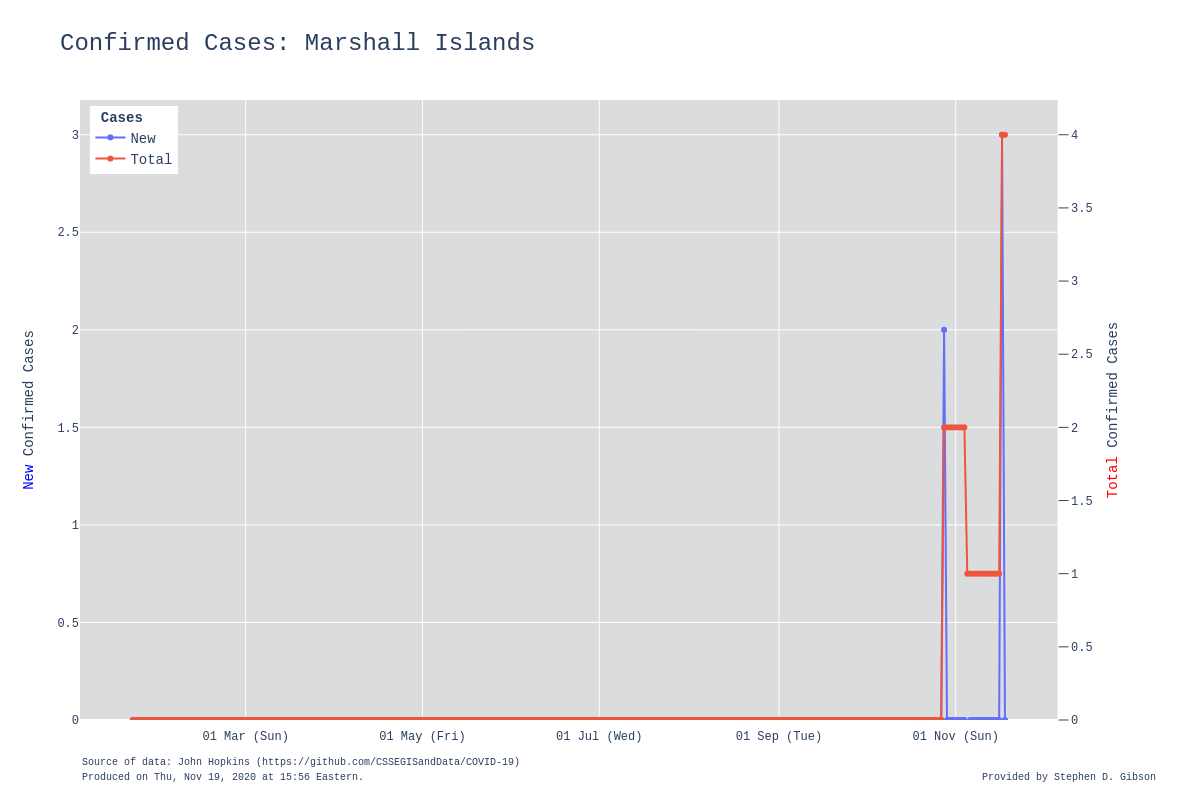 Confirmed Cases: Marshall Islands
Cases
New
Total
3
2.5
2
1.5
1
0.5
0
4
3.5
3
2.5
2
1.5
1
0.5
0
New Confirmed Cases
Total Confirmed Cases
01 Mar (Sun)
01 May (Fri)
01 Jul (Wed)
01 Sep (Tue)
01 Nov (Sun)
Source of data: John Hopkins (https://github.com/CSSEGISandData/COVID-19)
Produced on Thu, Nov 19, 2020 at 15:56 Eastern.
Provided by Stephen D. Gibson